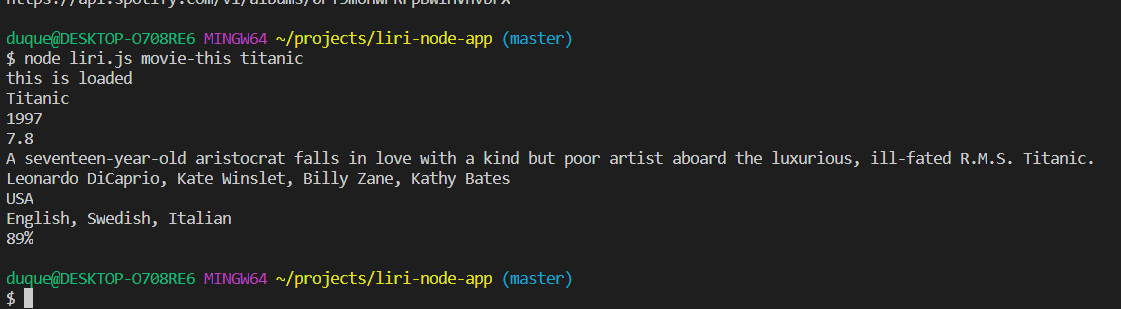 duque@DESKTOP-O708RE6 MINGW64 ~/projects/liri-node-app (master)
$ node liri.js movie-this titanic
this is loaded
Titanic
1997
7.8
A seventeen-year-old aristocrat falls in love with a kind but poor artist aboard the luxurious, ill-fated R.M.S. Titanic.
Leonardo DiCaprio, Kate Winslet, Billy Zane, Kathy Bates
USA
English, Swedish, Italian
89%
duque@DESKTOP-O708RE6 MINGW64 ~/projects/liri-node-app (master)
$